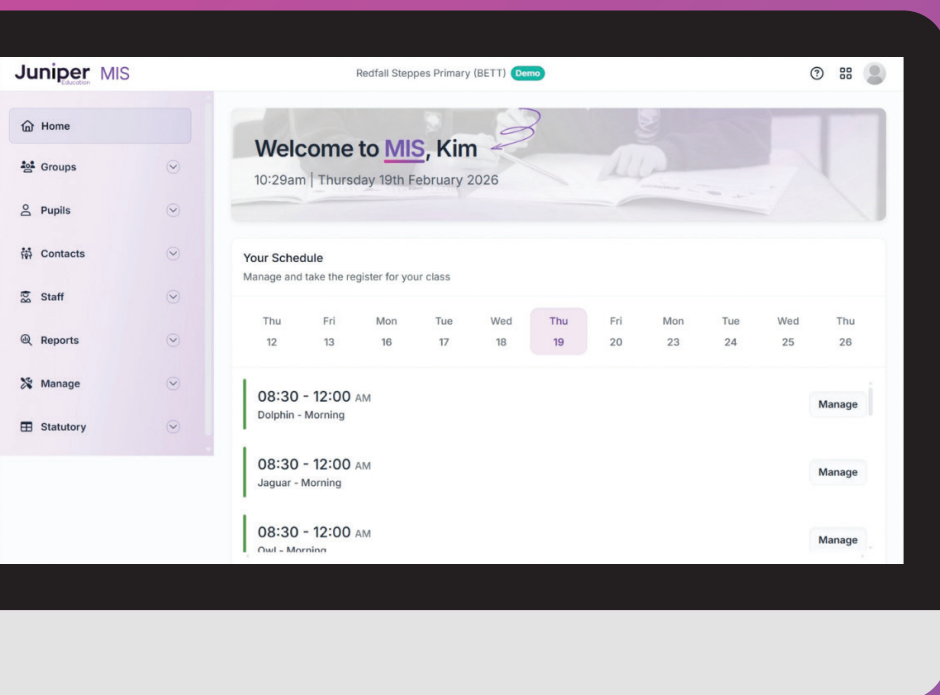 Juniper MIS
Education
Redfall Steppes Primary (BETT) Demo
Home
Groups
Pupils
Contacts
Staff
Reports
Manage
Statutory
Welcome to MIS, Kim
10:29am | Thursday 19th February 2026
Your Schedule
Manage and take the register for your class
Thu Fri Mon Tue Wed Thu Fri Mon Tue Wed Thu
12 13 16 17 18 19 20 23 24 25 26
08:30 - 12:00 AM
Dolphin - Morning
Manage
08:30 - 12:00 AM
Jaguar - Morning
Manage
08:30 - 12:00 AM
Owl - Morning
Manage